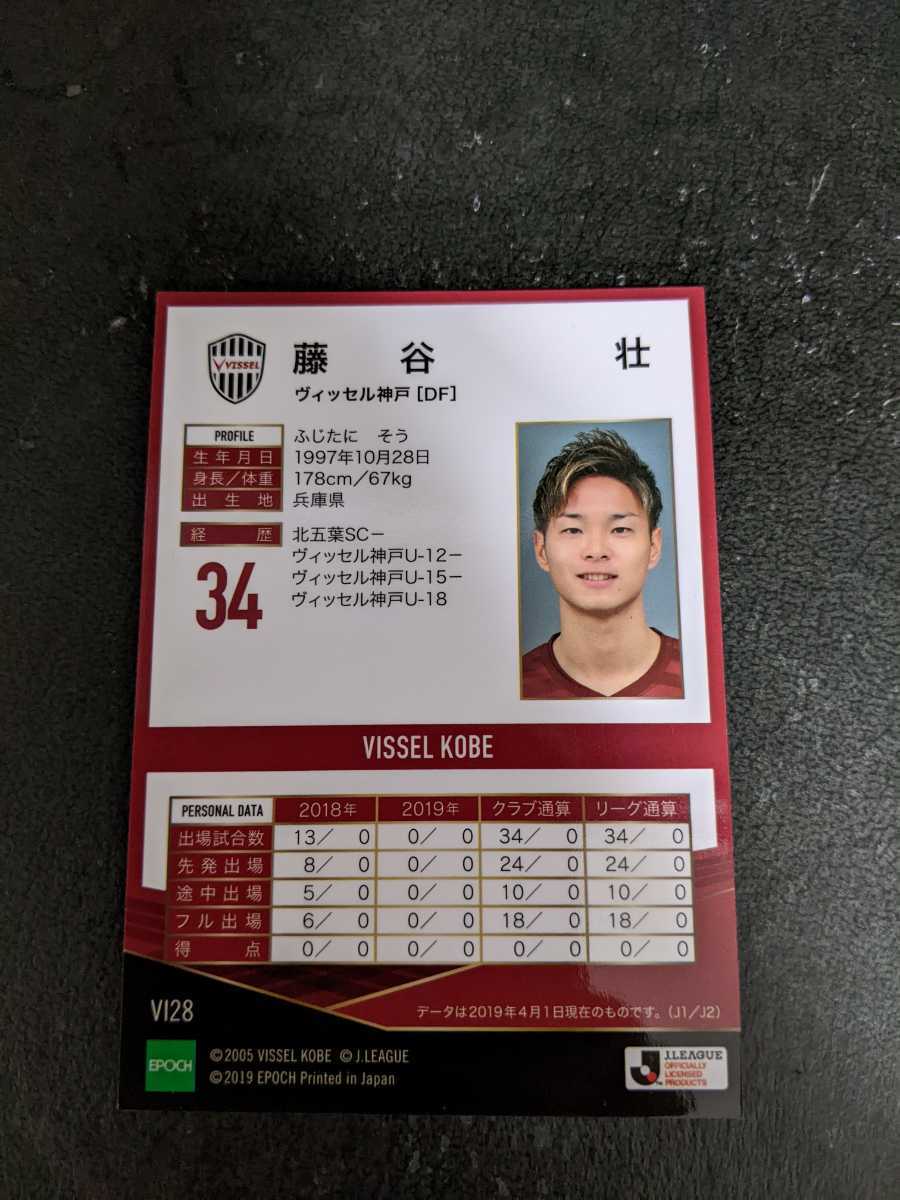 VISSEL
藤 谷 壮
ヴィッセル神戸 [DF]
PROFILE ふじたに そう
生年月日 1997年10月28日
身長／体重 178cm／67kg
出生地 兵庫県
経歴 北五葉SCー
ヴィッセル神戸U-12ー
ヴィッセル神戸U-15ー
ヴィッセル神戸U-18
34
VISSEL KOBE
PERSONAL DATA 2018年 2019年 クラブ通算 リーグ通算
出場試合数 13／ 0 0／ 0 34／ 0 34／ 0
先発出場 8／ 0 0／ 0 24／ 0 24／ 0
途中出場 5／ 0 0／ 0 10／ 0 10／ 0
フル出場 6／ 0 0／ 0 18／ 0 18／ 0
得点 0／ 0 0／ 0 0／ 0 0／ 0
VI28
データは2019年4月1日現在のものです。（J1／J2）
EPOCH
©2005 VISSEL KOBE © J.LEAGUE
©2019 EPOCH Printed in Japan
J.LEAGUE
OFFICIALLY
LICENSED
PRODUCTS